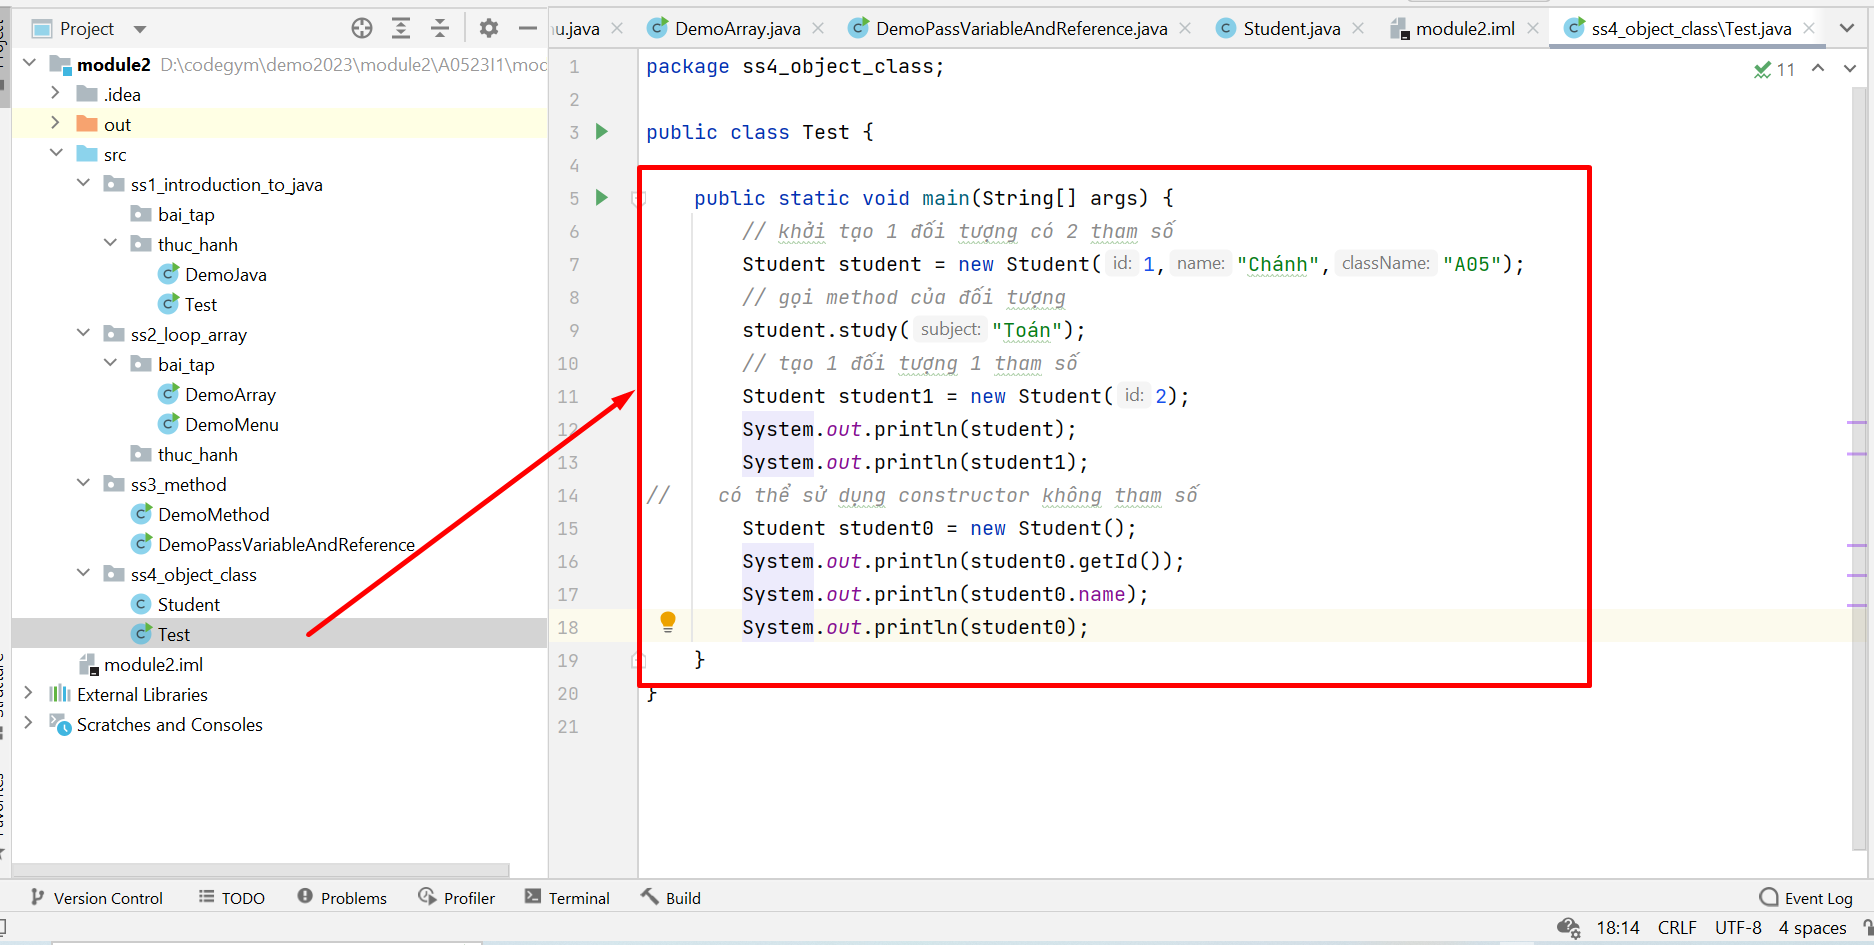 Project
module2 D:\codegym\demo2023\module2\A0523I1\mod
.idea
out
src
ss1_introduction_to_java
bai_tap
thuc_hanh
DemoJava
Test
ss2_loop_array
bai_tap
DemoArray
DemoMenu
thuc_hanh
ss3_method
DemoMethod
DemoPassVariableAndReference
ss4_object_class
Student
Test
module2.iml
External Libraries
Scratches and Consoles
nu.java DemoArray.java DemoPassVariableAndReference.java Student.java module2.iml ss4_object_class\Test.java
11
1 package ss4_object_class;
2
3 public class Test {
4
5 public static void main(String[] args) {
6 // khởi tạo 1 đối tượng có 2 tham số
7 Student student = new Student( id: 1, name: "Chánh", className: "A05");
8 // gọi method của đối tượng
9 student.study( subject: "Toán");
10 // tạo 1 đối tượng 1 tham số
11 Student student1 = new Student( id: 2);
12 System.out.println(student);
13 System.out.println(student1);
14 // có thể sử dụng constructor không tham số
15 Student student0 = new Student();
16 System.out.println(student0.getId());
17 System.out.println(student0.name);
18 System.out.println(student0);
19 }
20 }
21
Version Control TODO Problems Profiler Terminal Build Event Log
18:14 CRLF UTF-8 4 spaces